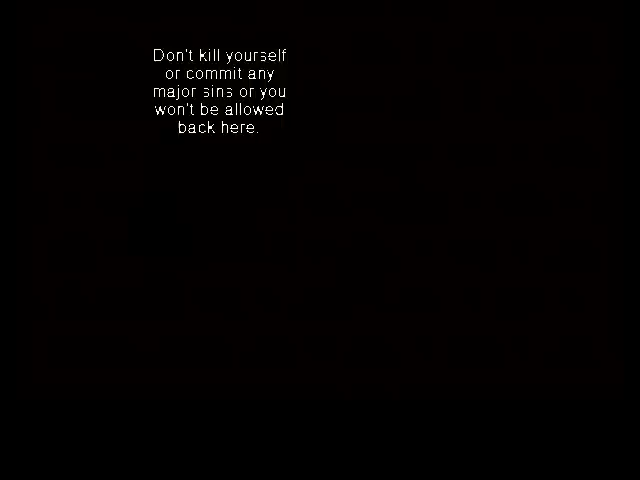 Don't kill yourself
or commit any
major sins or you
won't be allowed
back here.